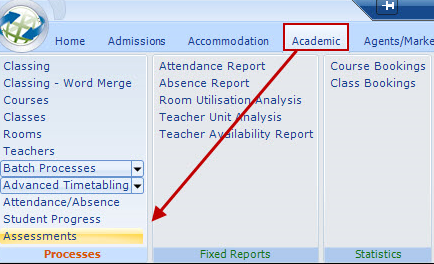 Home Admissions Accommodation Academic Agents/Marke
Classing
Classing - Word Merge
Courses
Classes
Rooms
Teachers
Batch Processes
Advanced Timetabling
Attendance/Absence
Student Progress
Assessments
Processes
Attendance Report
Absence Report
Room Utilisation Analysis
Teacher Unit Analysis
Teacher Availability Report
Fixed Reports
Course Bookings
Class Bookings
Statistics